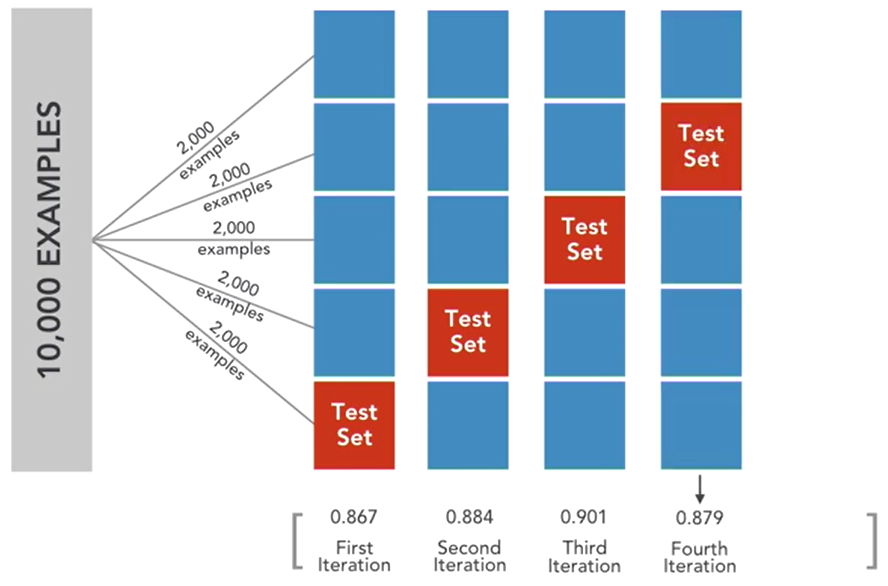 10,000 EXAMPLES
2,000
examples
2,000
examples
2,000
examples
2,000
examples
2,000
examples
Test
Set
Test
Set
Test
Set
Test
Set
0.867
First
Iteration
0.884
Second
Iteration
0.901
Third
Iteration
0.879
Fourth
Iteration